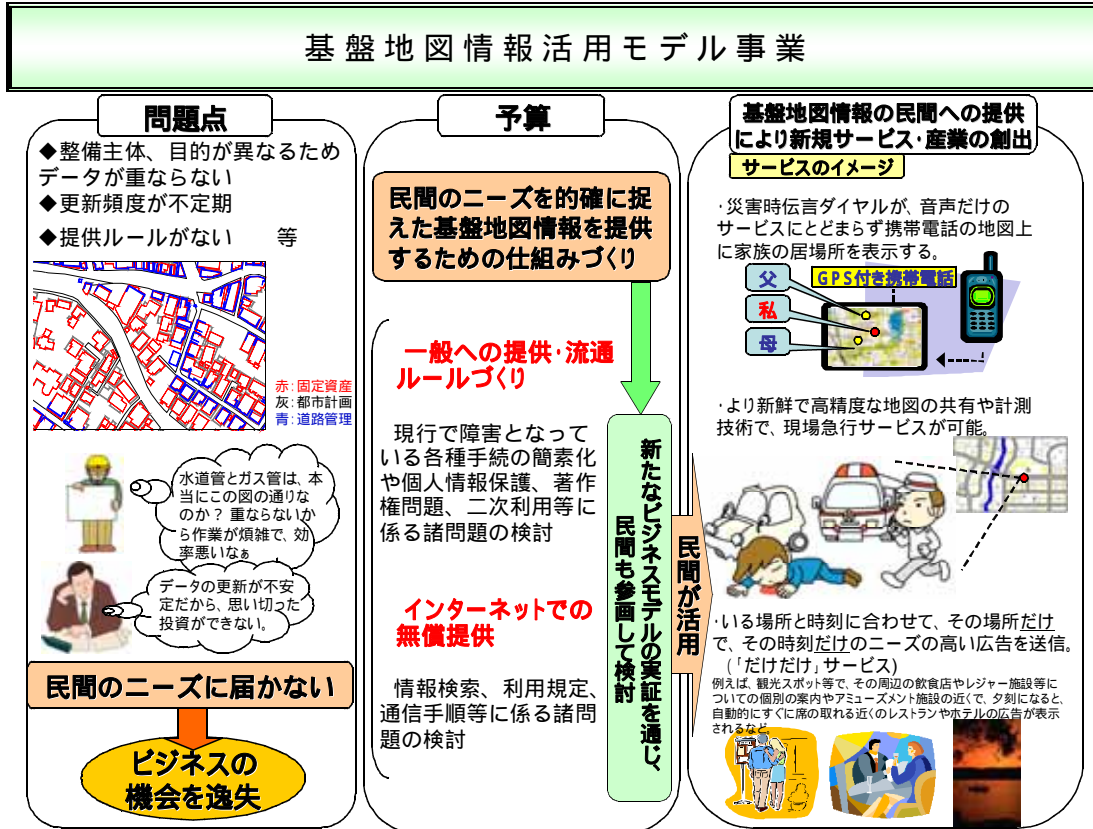 基盤地図情報活用モデル事業
問題点
◆整備主体、目的が異なるため
データが重ならない
◆更新頻度が不定期
◆提供ルールがない　　等
赤:固定資産
灰:都市計画
青:道路管理
水道管とガス管は、本
当にこの図の通りな
のか? 重ならないか
ら作業が煩雑で、効
率悪いなぁ
データの更新が不安
定だから、思い切った
投資ができない。
民間のニーズに届かない
ビジネスの
機会を逸失
予算
民間のニーズを的確に捉
えた基盤地図情報を提供
するための仕組みづくり
一般への提供・流通
ルールづくり
現行で障害となって
いる各種手続の簡素化
や個人情報保護、著作
権問題、二次利用等に
係る諸問題の検討
インターネットでの
無償提供
情報検索、利用規定、
通信手順等に係る諸問
題の検討
新たなビジネスモデルの実証を通じ、
民間も参画して検討
民間が活用
基盤地図情報の民間への提供
により新規サービス・産業の創出
サービスのイメージ
・災害時伝言ダイヤルが、音声だけの
サービスにとどまらず携帯電話の地図上
に家族の居場所を表示する。
父
GPS付き携帯電話
私
母
・より新鮮で高精度な地図の共有や計測
技術で、現場急行サービスが可能。
・いる場所と時刻に合わせて、その場所だけ
で、その時刻だけのニーズの高い広告を送信。
(「だけだけ」サービス)
例えば、観光スポット等で、その周辺の飲食店やレジャー施設等に
ついての個別の案内やアミューズメント施設の近くで、夕刻になると、
自動的にすぐに席の取れる近くのレストランやホテルの広告が表示
されるなど。